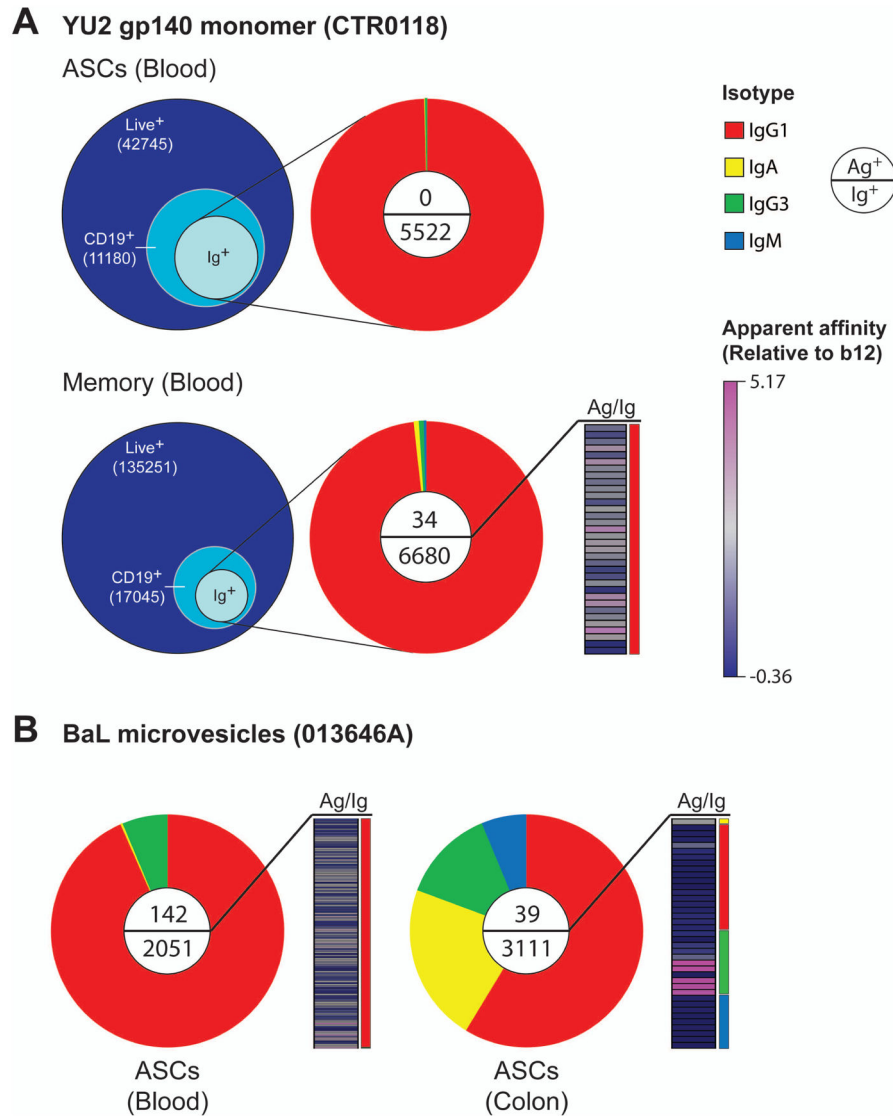 A YU2 gp140 monomer (CTR0118)
ASCs (Blood)
Live+
(42745)
CD19+
(11180)
Ig+
0
5522
Isotype
IgG1
IgA
IgG3
IgM
Ag+
Ig+
Memory (Blood)
Live+
(135251)
CD19+
(17045)
Ig+
34
6680
Ag/Ig
Apparent affinity
(Relative to b12)
5.17
-0.36
B BaL microvesicles (013646A)
142
2051
Ag/Ig
ASCs
(Blood)
39
3111
Ag/Ig
ASCs
(Colon)